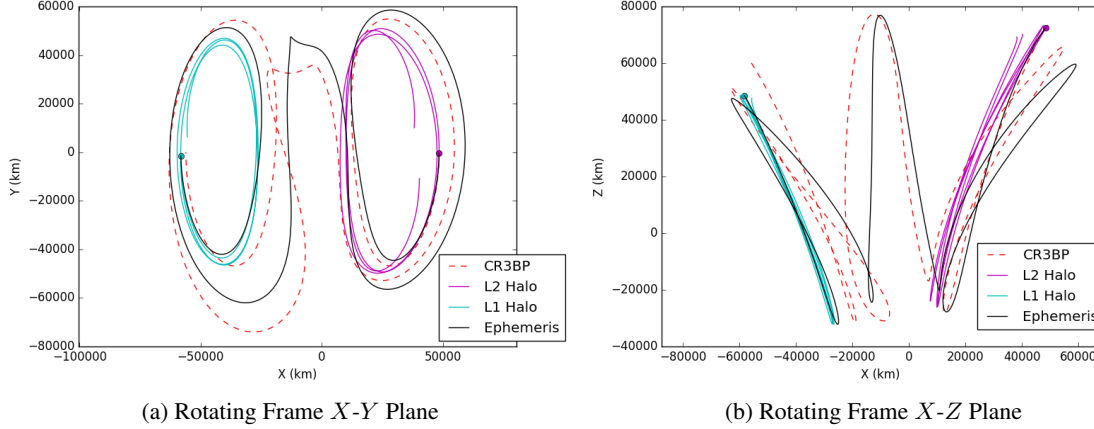 60000
40000
20000
0
−20000
−40000
−60000
−80000
Y (km)
−100000 −50000 0 50000
X (km)
CR3BP
L2 Halo
L1 Halo
Ephemeris
(a) Rotating Frame X-Y Plane
80000
60000
40000
20000
0
−20000
−40000
Z (km)
−80000 −60000 −40000 −20000 0 20000 40000 60000
X (km)
CR3BP
L2 Halo
L1 Halo
Ephemeris
(b) Rotating Frame X-Z Plane